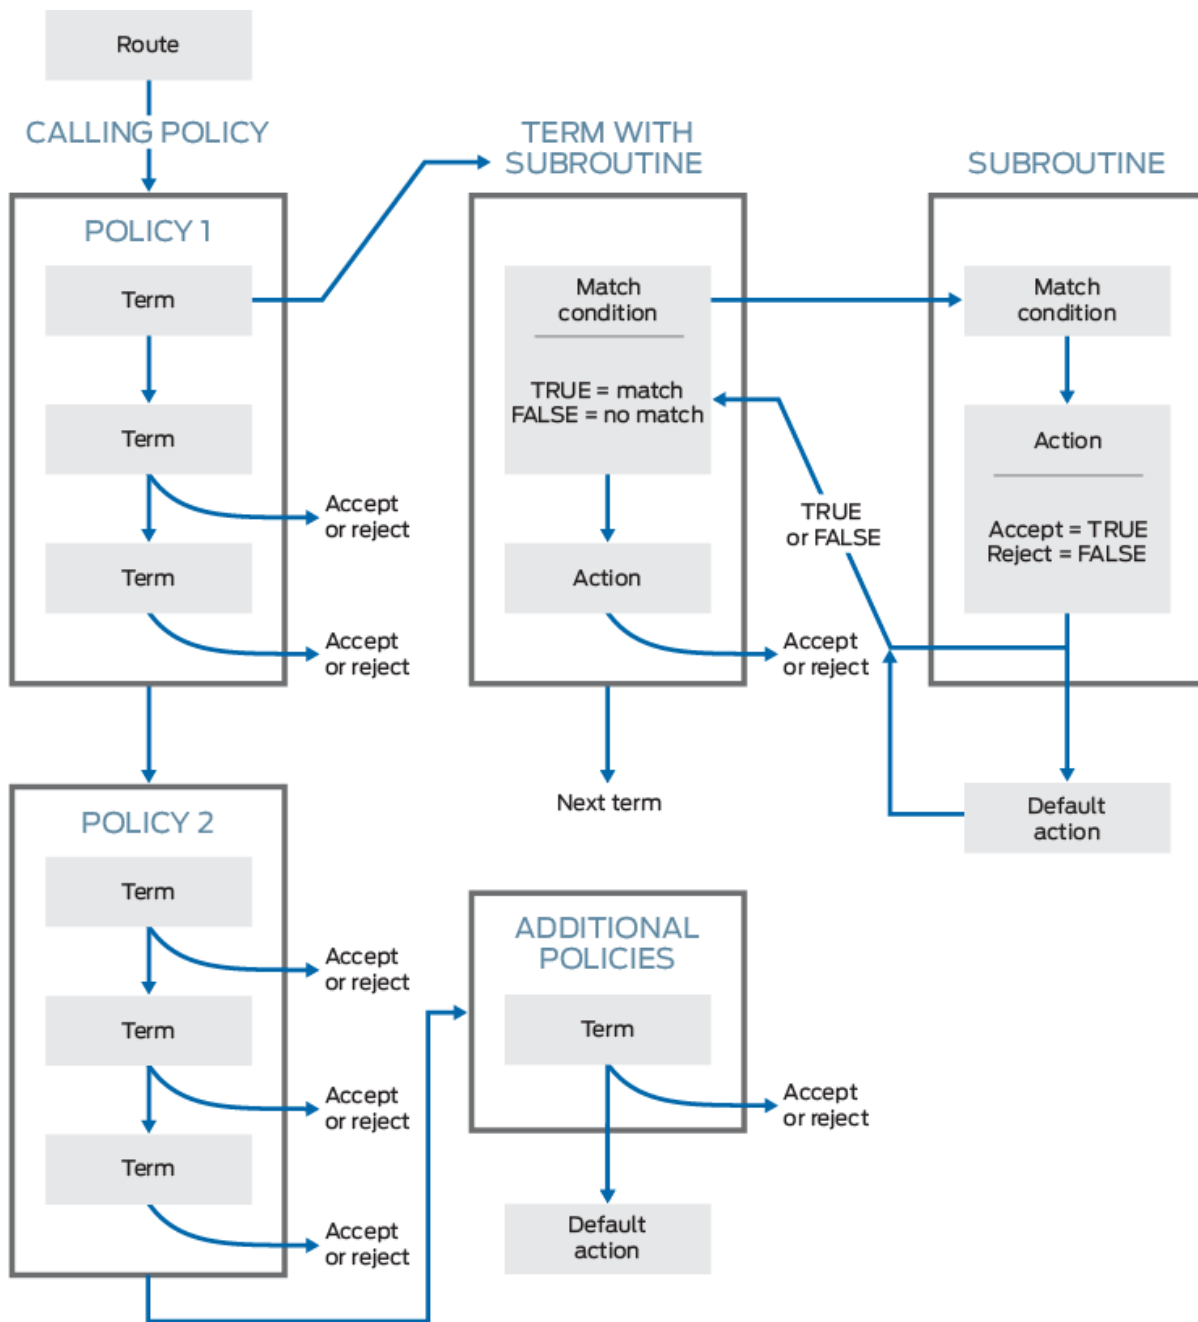 Route
CALLING POLICY
POLICY 1
Term
Term
Accept
or reject
Term
Accept
or reject
TERM WITH
SUBROUTINE
Match
condition
TRUE = match
FALSE = no match
Action
Accept
or reject
Next term
TRUE
or FALSE
SUBROUTINE
Match
condition
Action
Accept = TRUE
Reject = FALSE
Default
action
POLICY 2
Term
Accept
or reject
Term
Accept
or reject
Term
Accept
or reject
ADDITIONAL
POLICIES
Term
Accept
or reject
Default
action